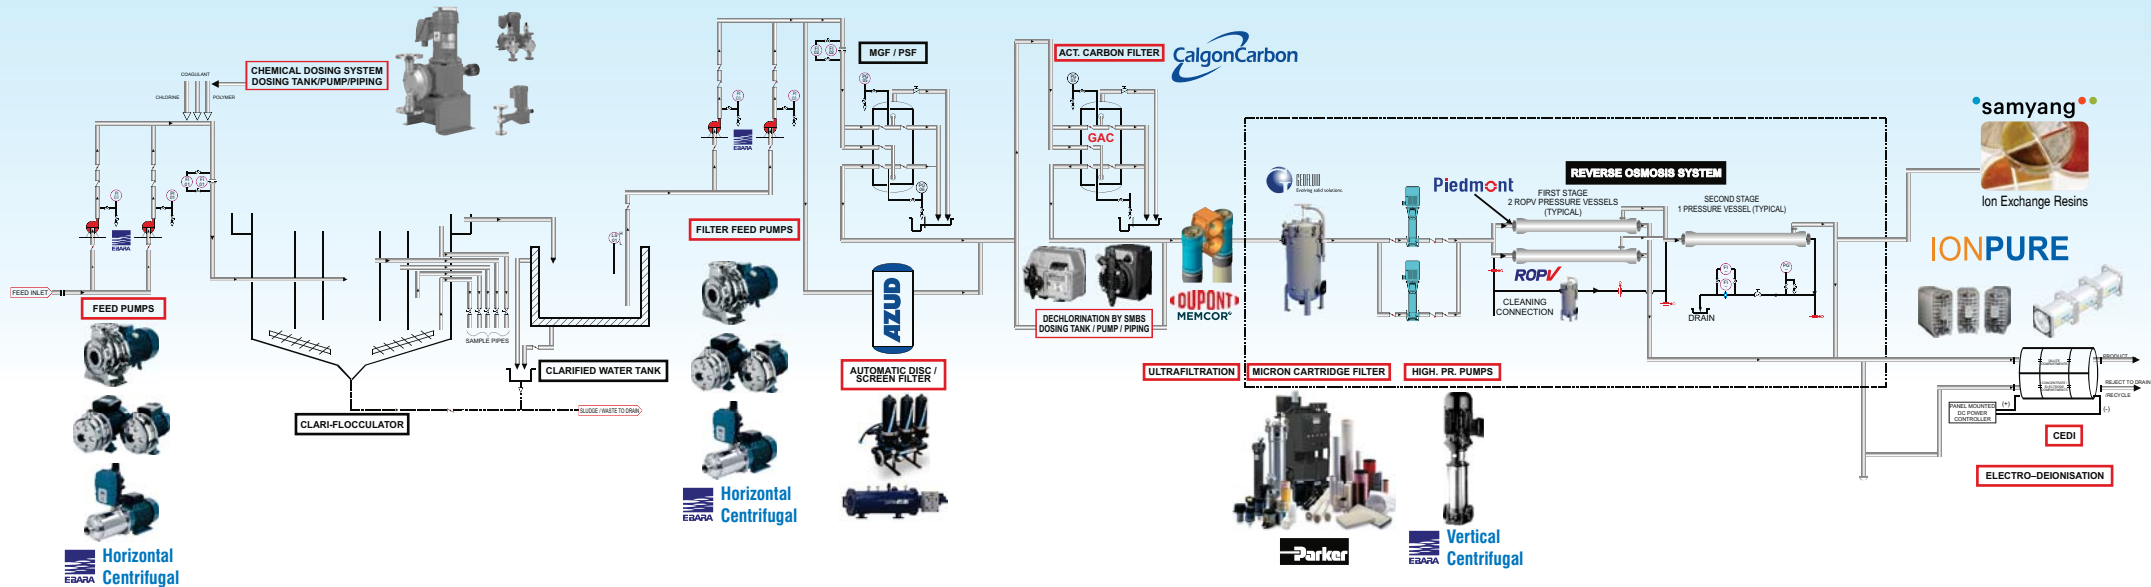 COAGULANT
CHLORINE
POLYMER
CHEMICAL DOSING SYSTEM
DOSING TANK/PUMP/PIPING
FEED INLET
EBARA
FEED PUMPS
EBARA
Horizontal
Centrifugal
SAMPLE PIPES
CLARIFIED WATER TANK
SLUDGE / WASTE TO DRAIN
CLARI-FLOCCULATOR
EBARA
FILTER FEED PUMPS
EBARA
Horizontal
Centrifugal
MGF / PSF
AZUD
AUTOMATIC DISC /
SCREEN FILTER
ACT. CARBON FILTER
CalgonCarbon
GAC
DECHLORINATION BY SMBS
DOSING TANK / PUMP / PIPING
DUPONT
MEMCOR
ULTRAFILTRATION
Evolving solid solutions.
MICRON CARTRIDGE FILTER
Parker
HIGH. PR. PUMPS
EBARA
Vertical
Centrifugal
REVERSE OSMOSIS SYSTEM
Piedmont
FIRST STAGE
2 ROPV PRESSURE VESSELS
(TYPICAL)
SECOND STAGE
1 PRESSURE VESSEL (TYPICAL)
ROPV
CLEANING
CONNECTION
DRAIN
samyang
Ion Exchange Resins
IONPURE
PRODUCT
REJECT TO DRAIN
/RECYCLE
PANEL MOUNTED
DC POWER
CONTROLLER
(+)
(-)
CEDI
ELECTRO–DEIONISATION